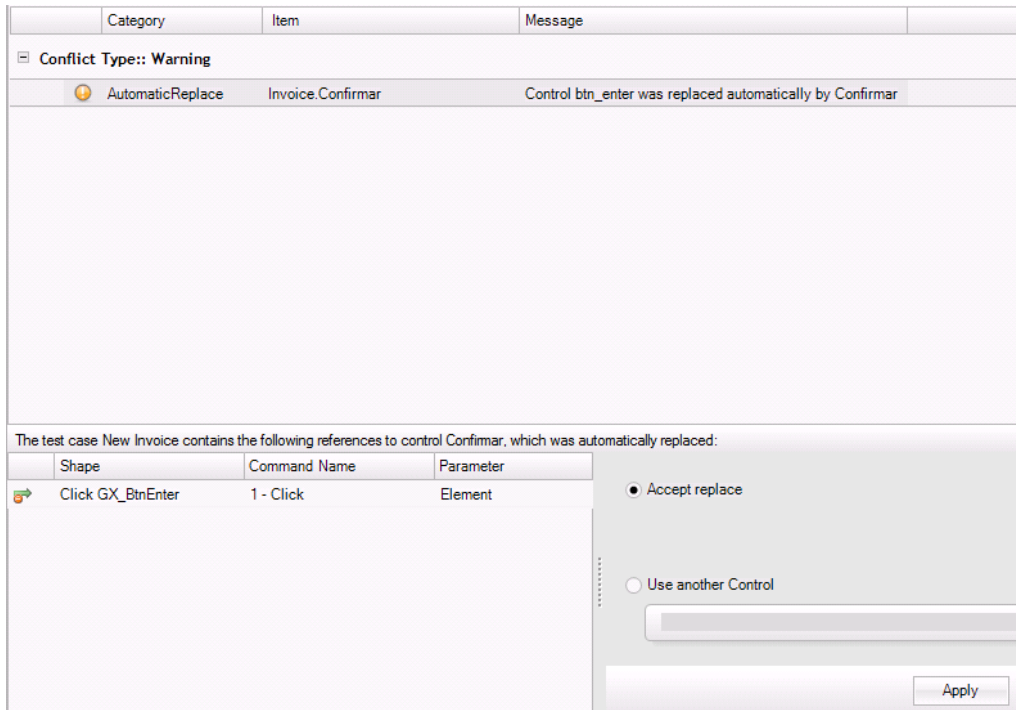 Category Item Message
Conflict Type:: Warning
AutomaticReplace Invoice.Confirmar Control btn_enter was replaced automatically by Confirmar
The test case New Invoice contains the following references to control Confirmar, which was automatically replaced:
Shape Command Name Parameter
Click GX_BtnEnter 1 - Click Element
Accept replace
Use another Control
Apply